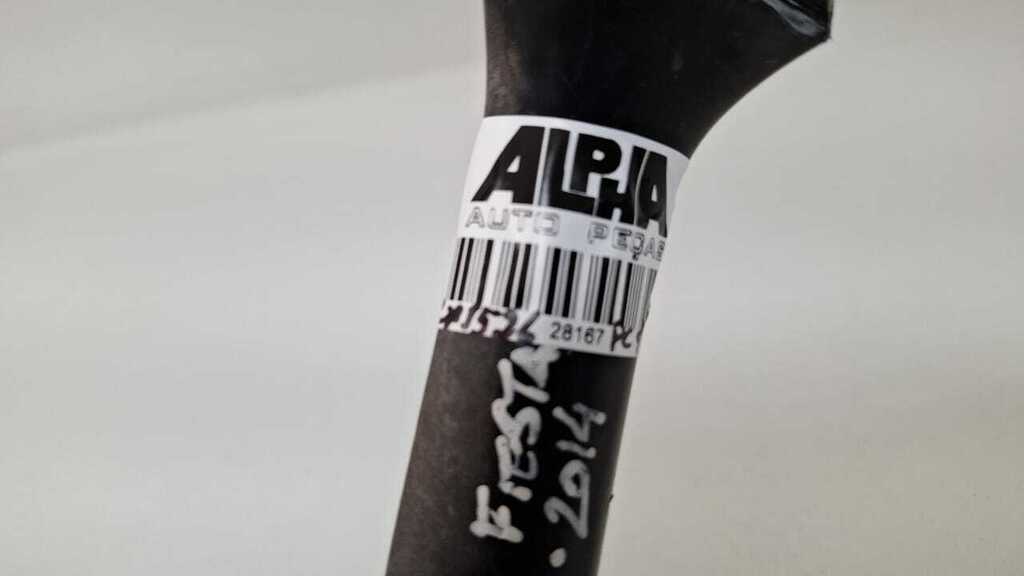 ALPHA
AUTO PEÇAS
28167
FIESTA
.2014